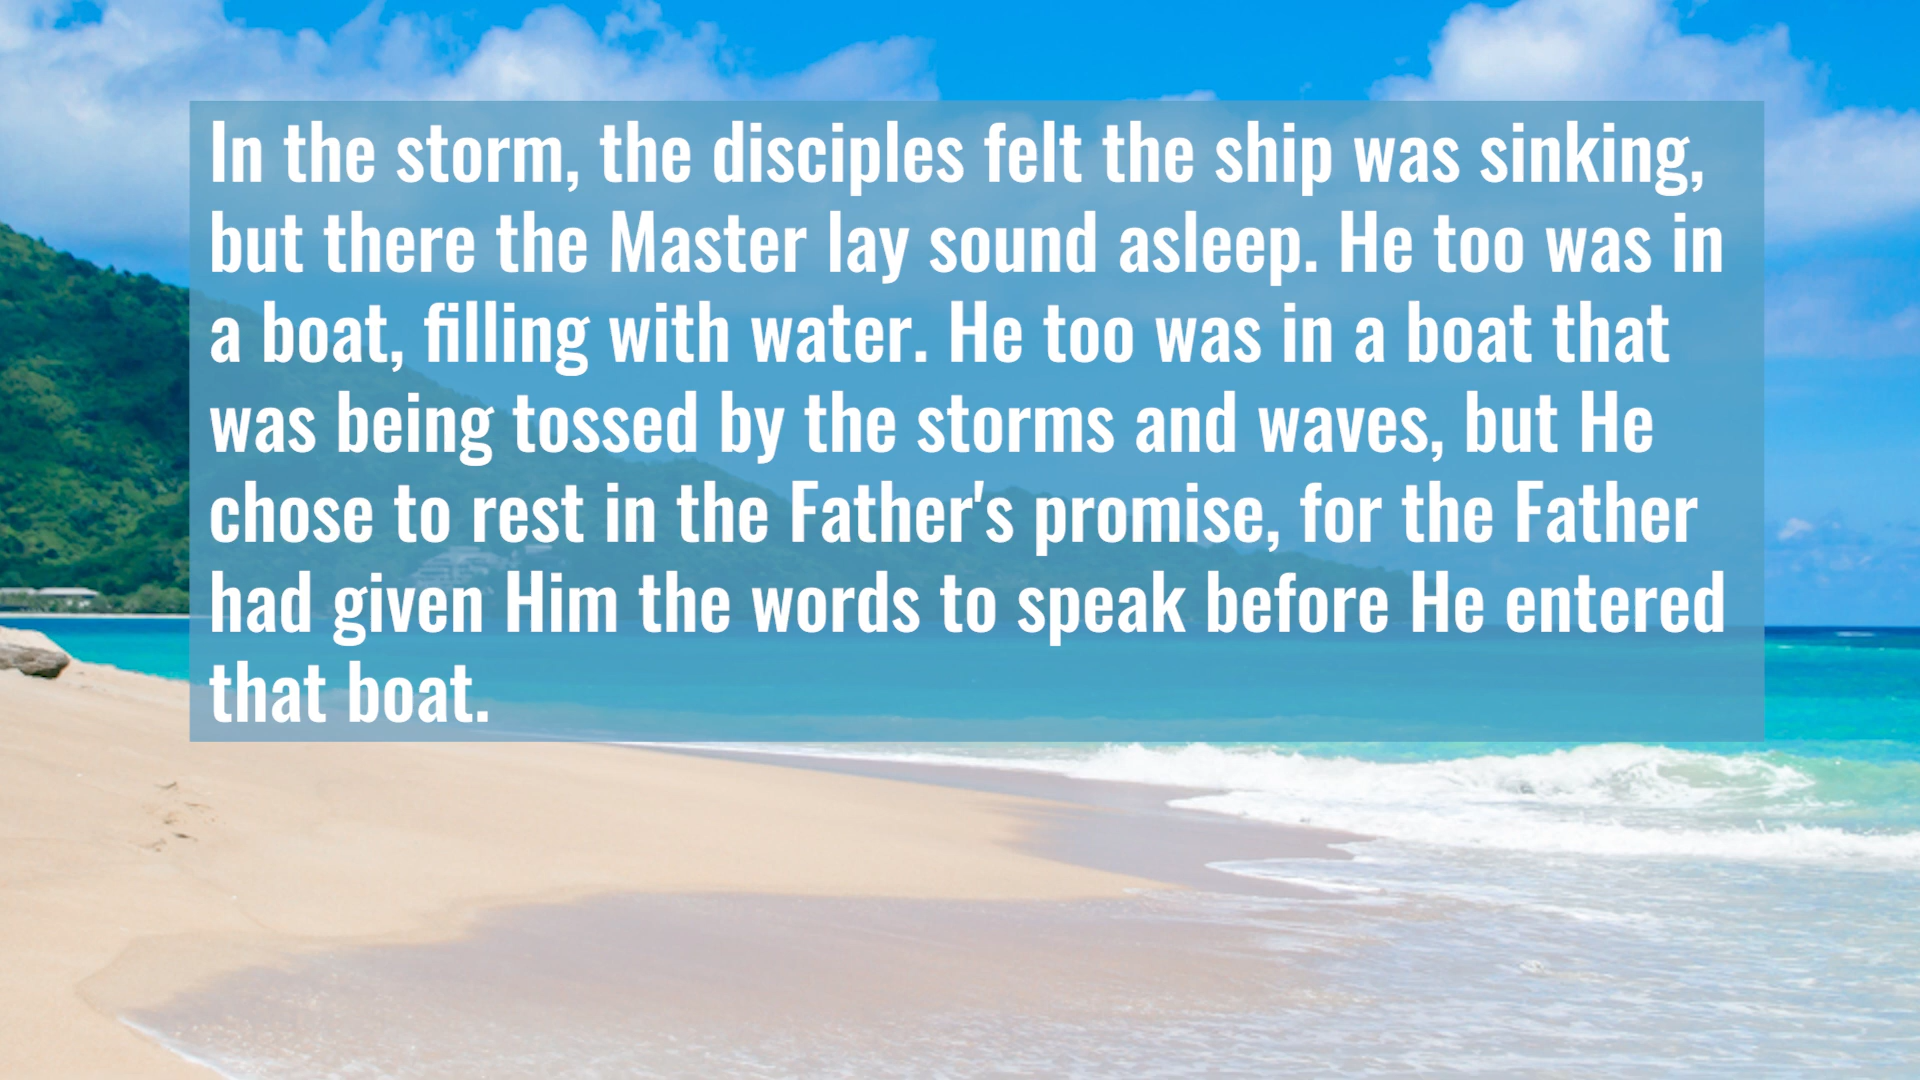 In the storm, the disciples felt the ship was sinking,
but there the Master lay sound asleep. He too was in
a boat, filling with water. He too was in a boat that
was being tossed by the storms and waves, but He
chose to rest in the Father's promise, for the Father
had given Him the words to speak before He entered
that boat.